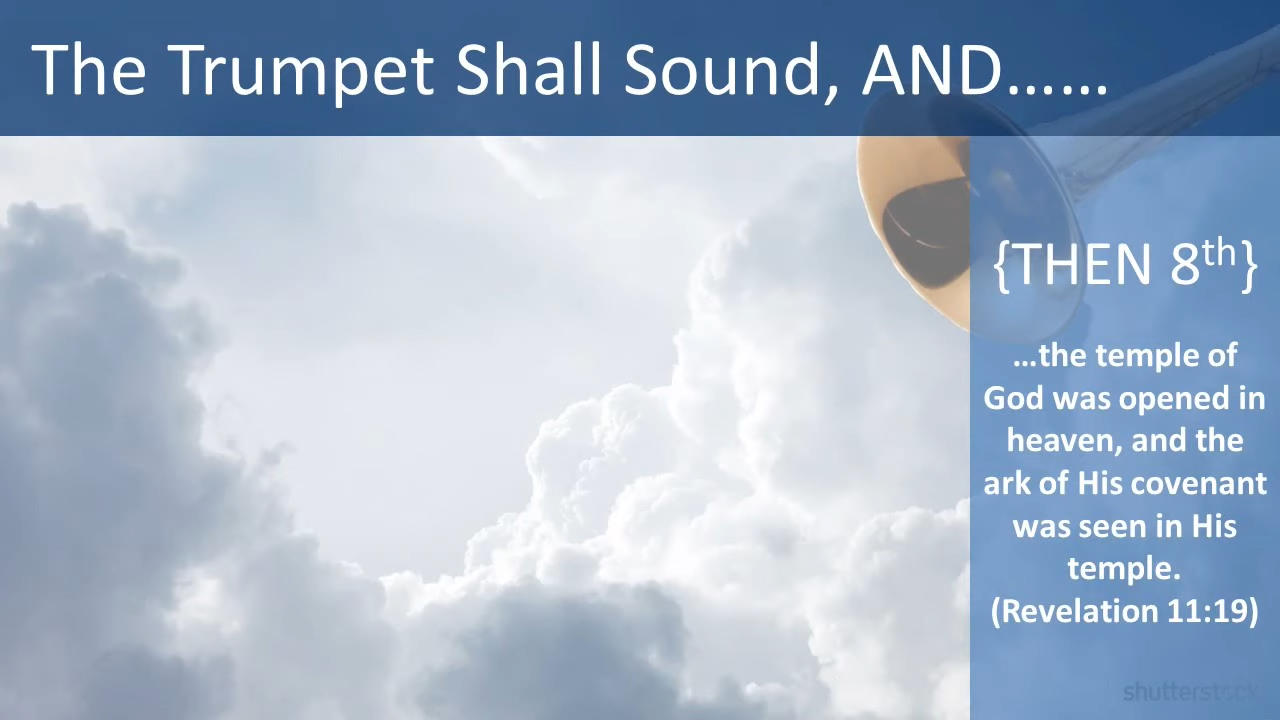 The Trumpet Shall Sound, AND……
{THEN 8th}
…the temple of
God was opened in
heaven, and the
ark of His covenant
was seen in His
temple.
(Revelation 11:19)
shutterstock